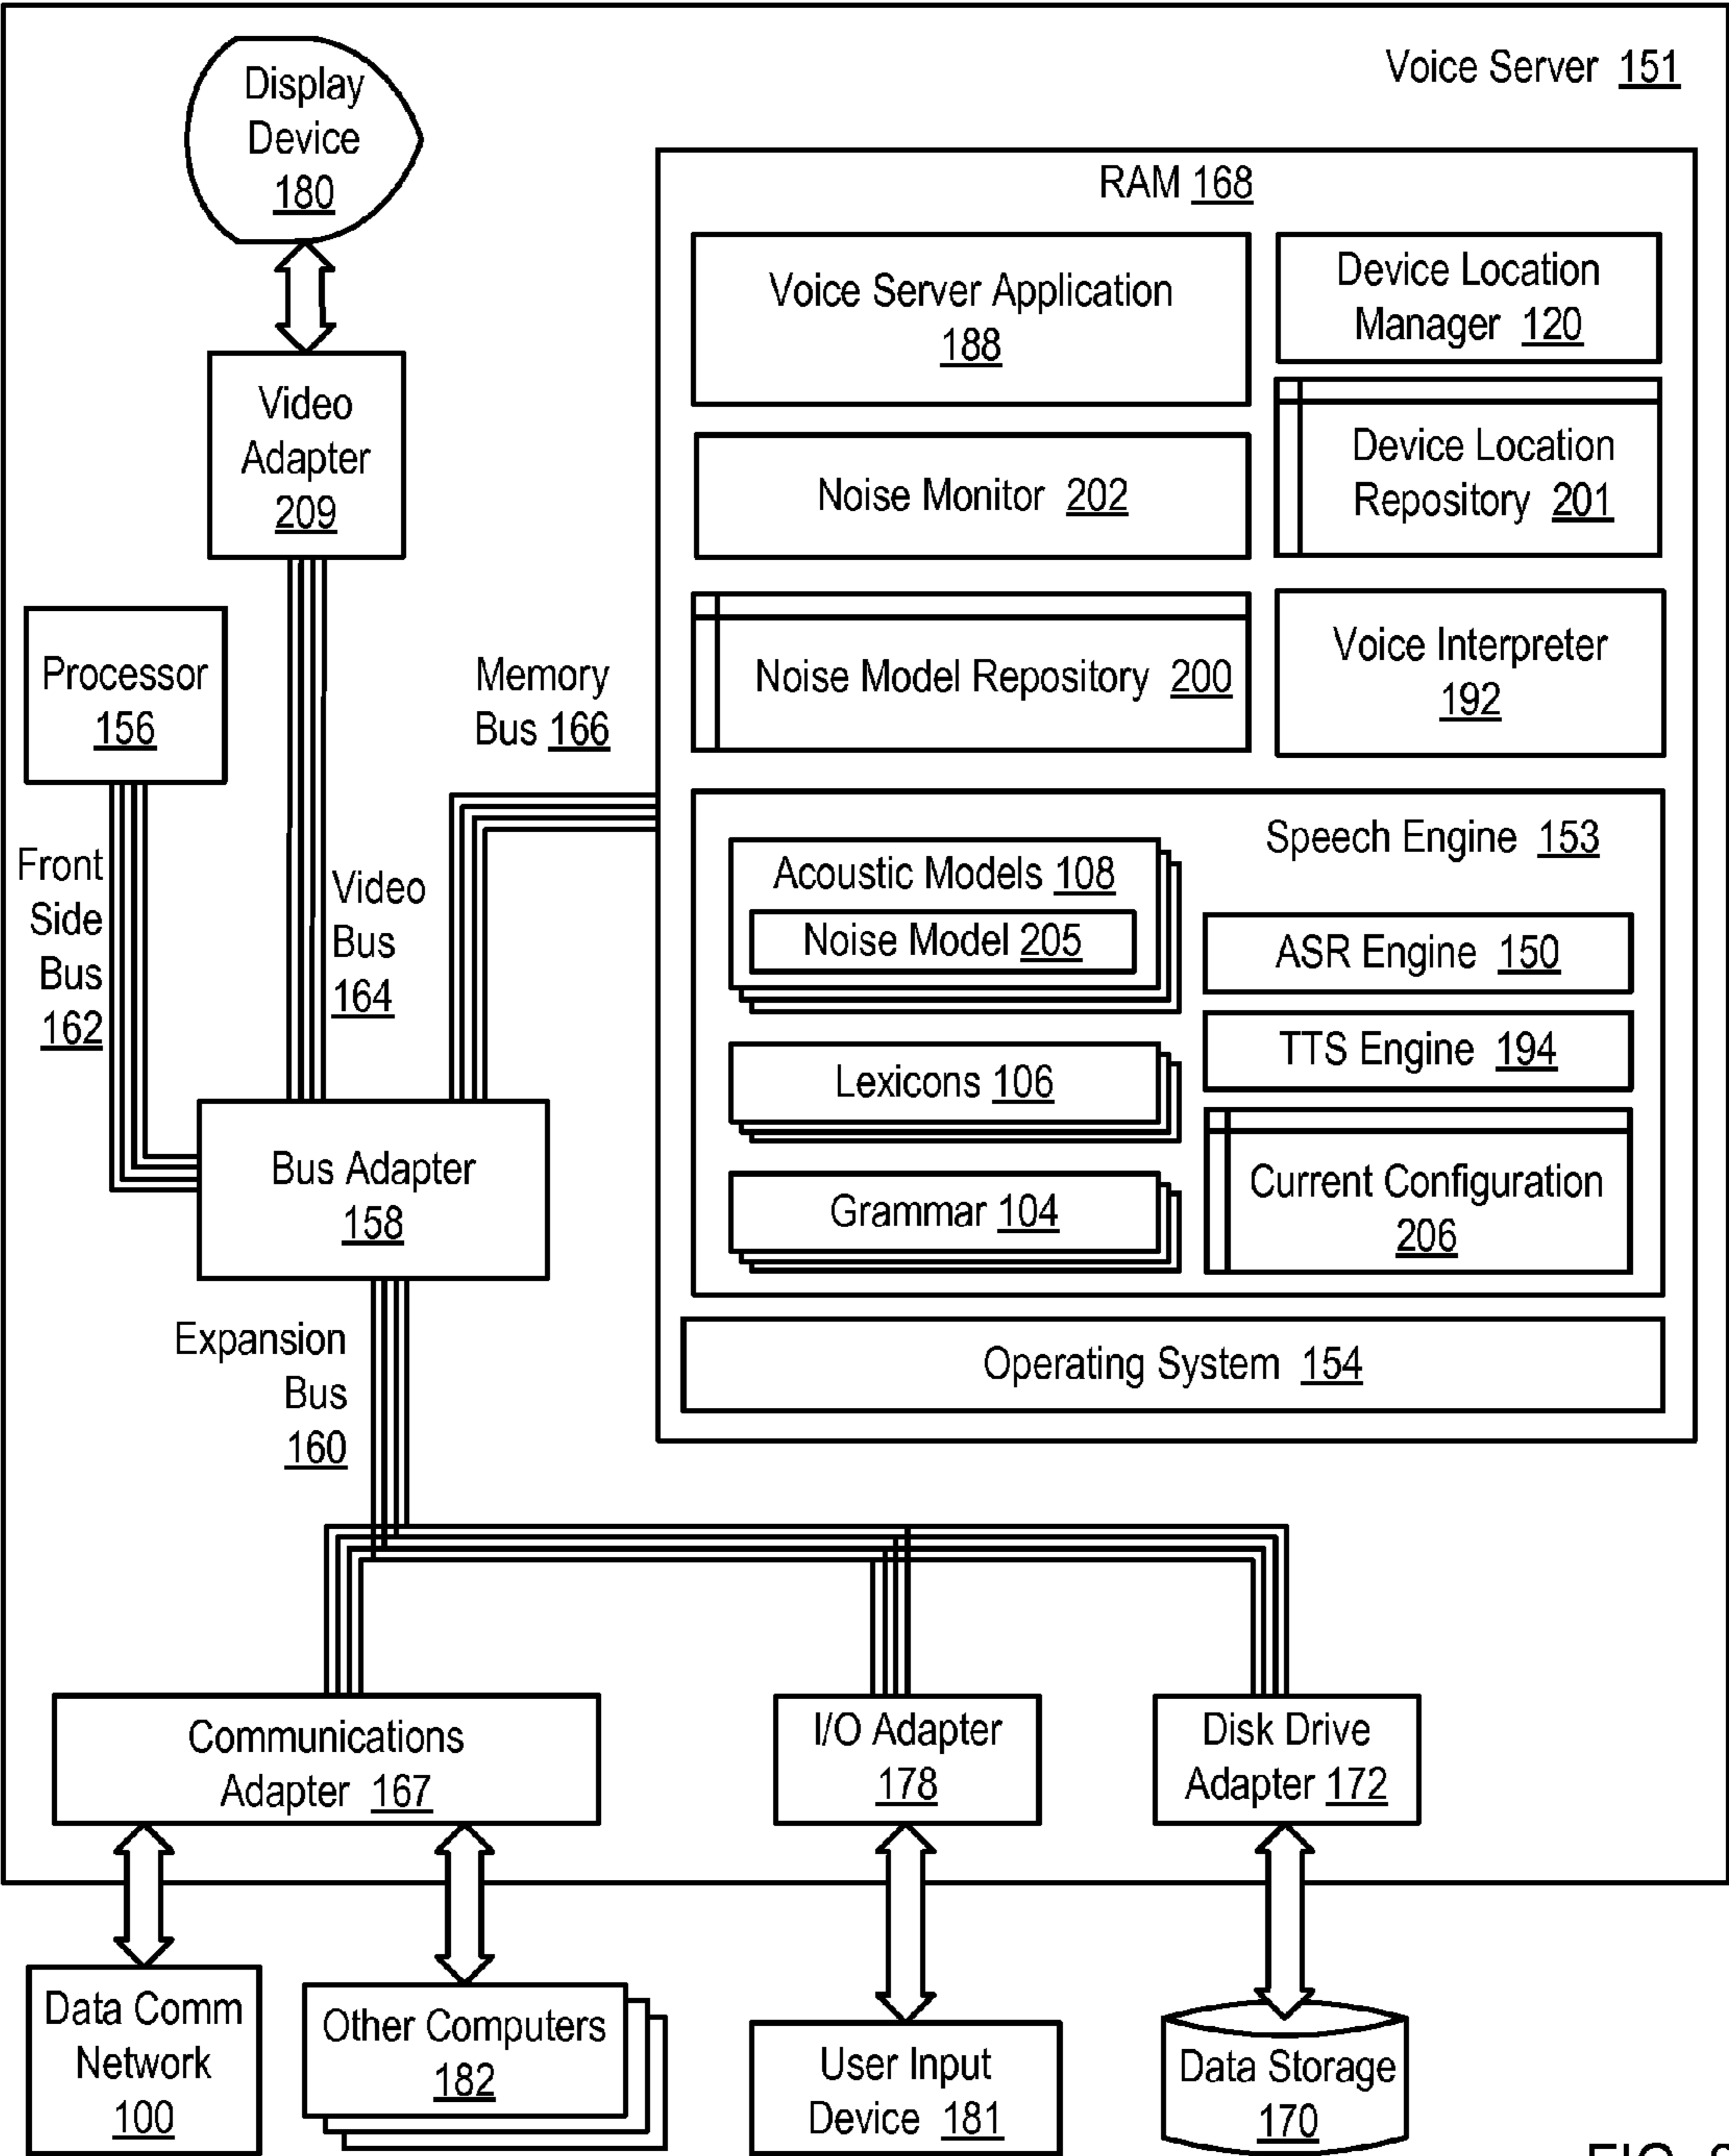 Voice Server 151
Display
Device
180
RAM 168
Voice Server Application
188
Device Location
Manager 120
Video
Adapter
209
Noise Monitor 202
Device Location
Repository 201
Processor
156
Memory
Bus 166
Noise Model Repository 200
Voice Interpreter
192
Front
Side
Bus
162
Video
Bus
164
Speech Engine 153
Acoustic Models 108
Noise Model 205
ASR Engine 150
TTS Engine 194
Lexicons 106
Current Configuration
206
Grammar 104
Bus Adapter
158
Operating System 154
Expansion
Bus
160
Communications
Adapter 167
I/O Adapter
178
Disk Drive
Adapter 172
Data Comm
Network
100
Other Computers
182
User Input
Device 181
Data Storage
170